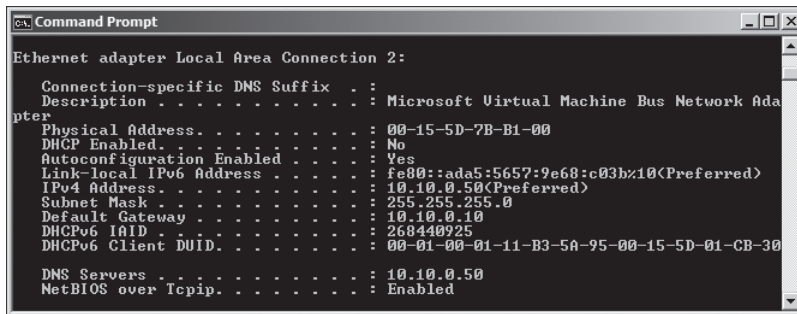 Command Prompt
Ethernet adapter Local Area Connection 2:
Connection-specific DNS Suffix . :
Description . . . . . . . . . . . : Microsoft Virtual Machine Bus Network Ada
pter
Physical Address. . . . . . . . . : 00-15-5D-7B-B1-00
DHCP Enabled. . . . . . . . . . . : No
Autoconfiguration Enabled . . . . : Yes
Link-local IPv6 Address . . . . . : fe80::ada5:5657:9e68:c03b%10(Preferred)
IPv4 Address. . . . . . . . . . . : 10.10.0.50(Preferred)
Subnet Mask . . . . . . . . . . . : 255.255.255.0
Default Gateway . . . . . . . . . : 10.10.0.10
DHCPv6 IAID . . . . . . . . . . . : 268440925
DHCPv6 Client DUID. . . . . . . . : 00-01-00-01-11-B3-5A-95-00-15-5D-01-CB-30
DNS Servers . . . . . . . . . . . : 10.10.0.50
NetBIOS over Tcpip. . . . . . . . : Enabled